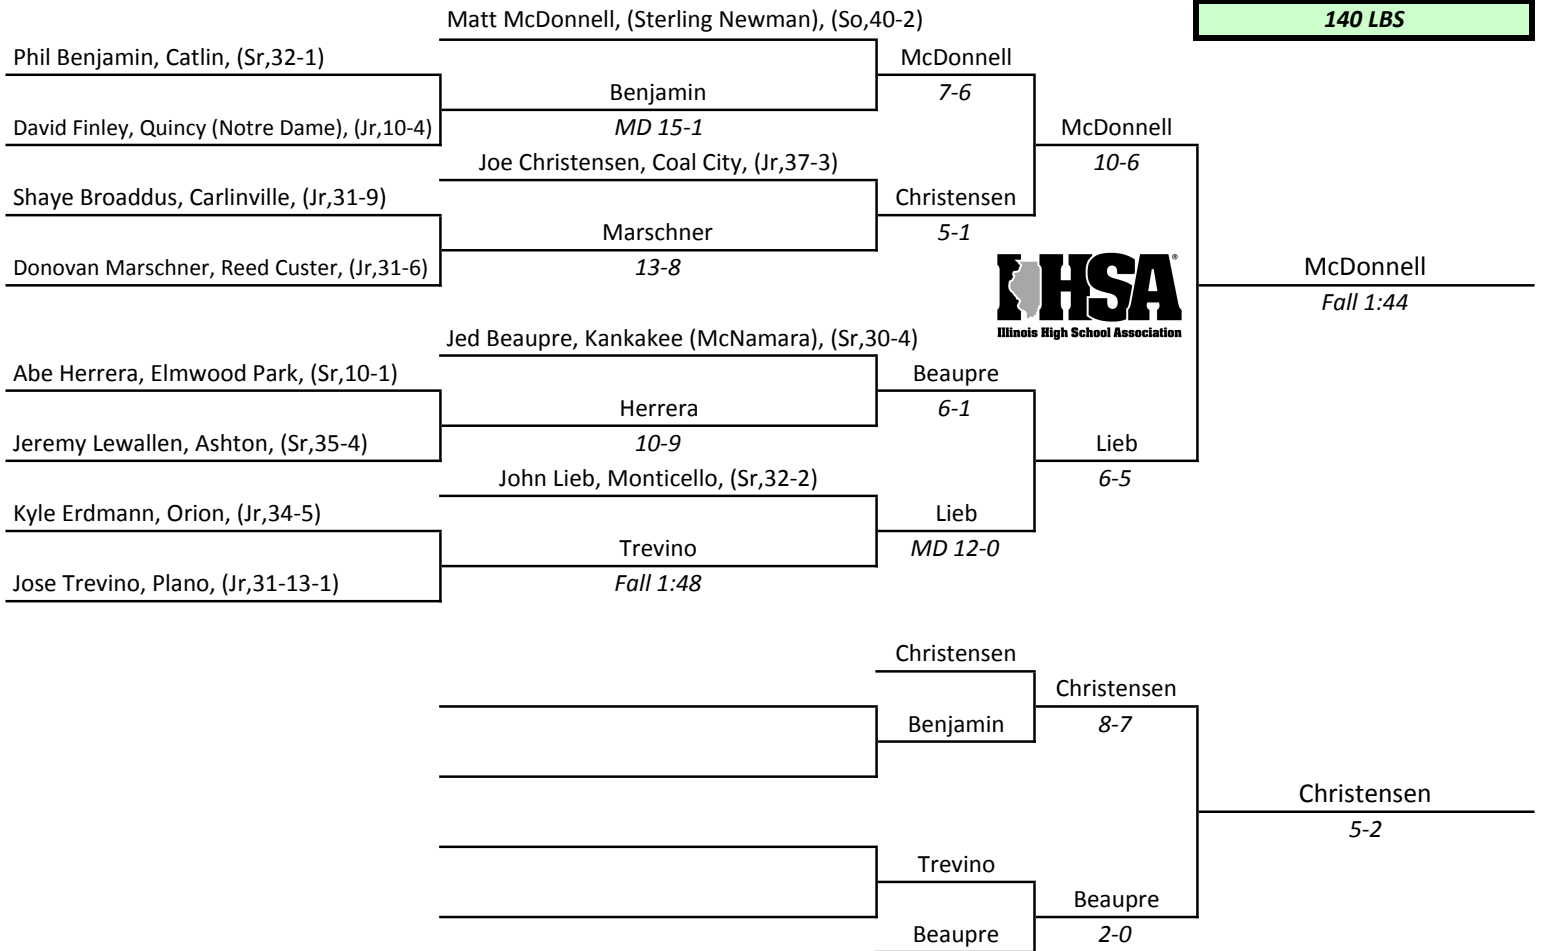 Matt McDonnell, (Sterling Newman), (So,40-2)
140 LBS
Phil Benjamin, Catlin, (Sr,32-1)
McDonnell
Benjamin
7-6
David Finley, Quincy (Notre Dame), (Jr,10-4)
MD 15-1
McDonnell
Joe Christensen, Coal City, (Jr,37-3)
10-6
Shaye Broaddus, Carlinville, (Jr,31-9)
Christensen
Marschner
5-1
Donovan Marschner, Reed Custer, (Jr,31-6)
13-8
IHSA®
Illinois High School Association
McDonnell
Fall 1:44
Jed Beaupre, Kankakee (McNamara), (Sr,30-4)
Abe Herrera, Elmwood Park, (Sr,10-1)
Beaupre
Herrera
6-1
Jeremy Lewallen, Ashton, (Sr,35-4)
10-9
Lieb
John Lieb, Monticello, (Sr,32-2)
6-5
Kyle Erdmann, Orion, (Jr,34-5)
Lieb
Trevino
MD 12-0
Jose Trevino, Plano, (Jr,31-13-1)
Fall 1:48
Christensen
Christensen
Benjamin
8-7
Christensen
5-2
Trevino
Beaupre
Beaupre
2-0